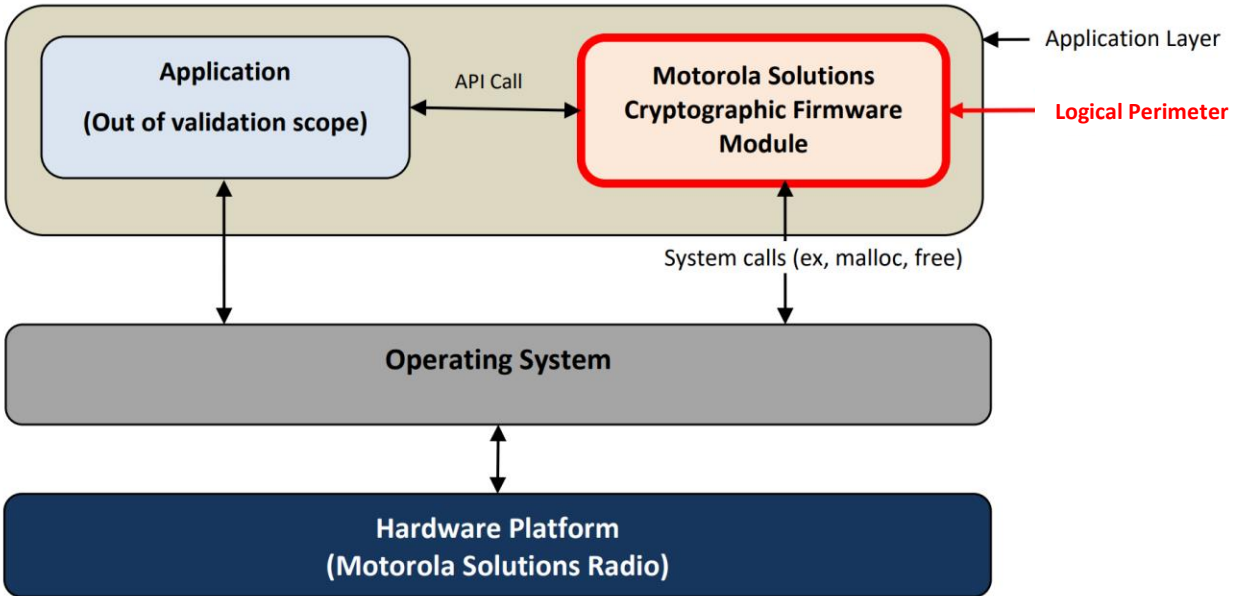 Application
(Out of validation scope)
API Call
Motorola Solutions
Cryptographic Firmware
Module
Application Layer
Logical Perimeter
System calls (ex, malloc, free)
Operating System
Hardware Platform
(Motorola Solutions Radio)